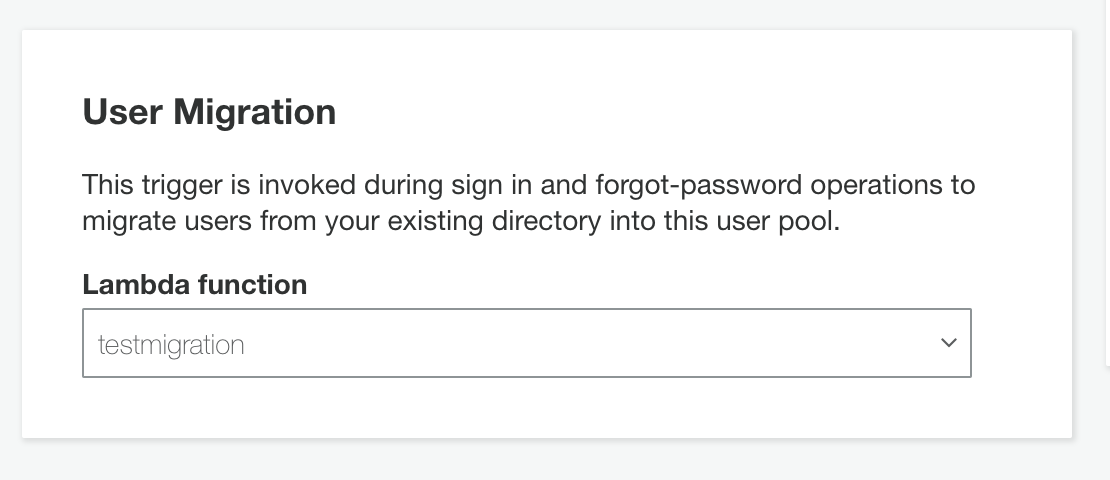 User Migration
This trigger is invoked during sign in and forgot-password operations to
migrate users from your existing directory into this user pool.
Lambda function
testmigration